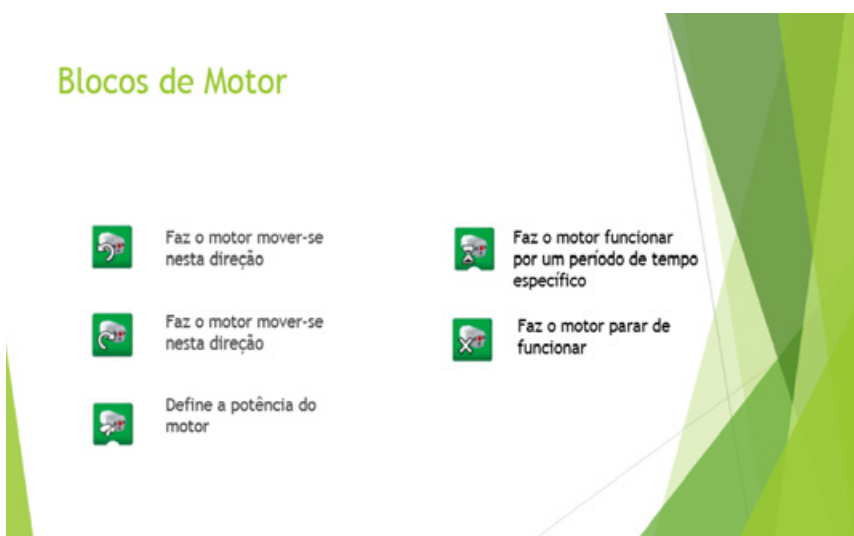 Blocos de Motor
Faz o motor mover-se
nesta direção
Faz o motor mover-se
nesta direção
Define a potência do
motor
Faz o motor funcionar
por um período de tempo
específico
Faz o motor parar de
funcionar